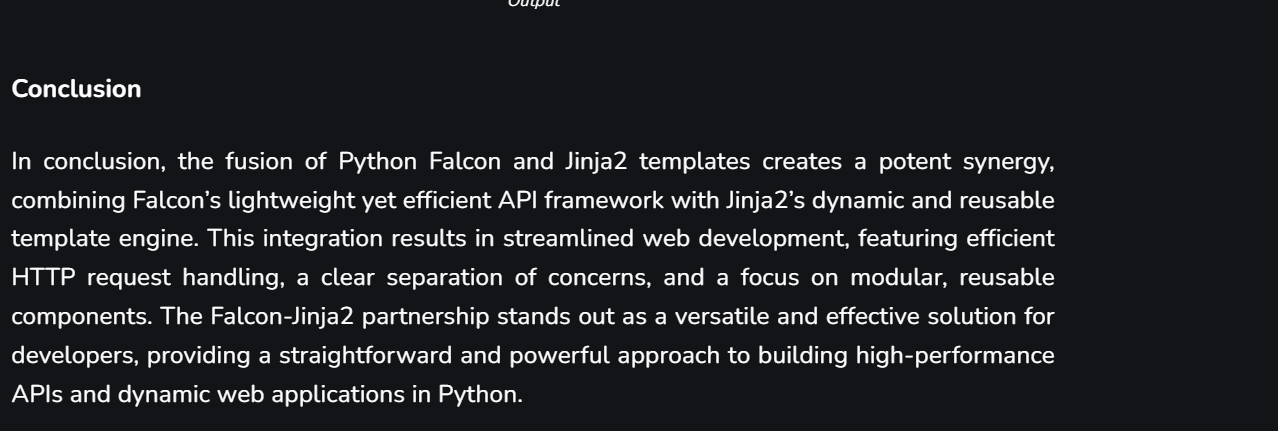 Output
Conclusion
In conclusion, the fusion of Python Falcon and Jinja2 templates creates a potent synergy,
combining Falcon’s lightweight yet efficient API framework with Jinja2’s dynamic and reusable
template engine. This integration results in streamlined web development, featuring efficient
HTTP request handling, a clear separation of concerns, and a focus on modular, reusable
components. The Falcon-Jinja2 partnership stands out as a versatile and effective solution for
developers, providing a straightforward and powerful approach to building high-performance
APIs and dynamic web applications in Python.